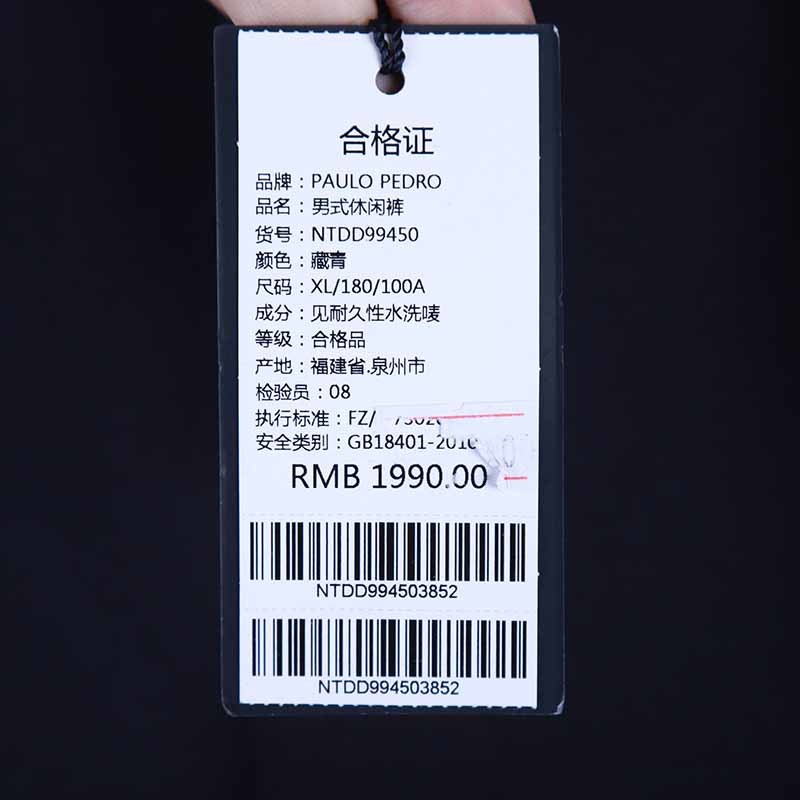 合格证
品牌：PAULO PEDRO
品名：男式休闲裤
货号：NTDD99450
颜色：藏青
尺码：XL/180/100A
成分：见耐久性水洗唛
等级：合格品
产地：福建省.泉州市
检验员：08
执行标准：FZ/
安全类别：GB18401-2010
RMB 1990.00
NTDD994503852
NTDD994503852